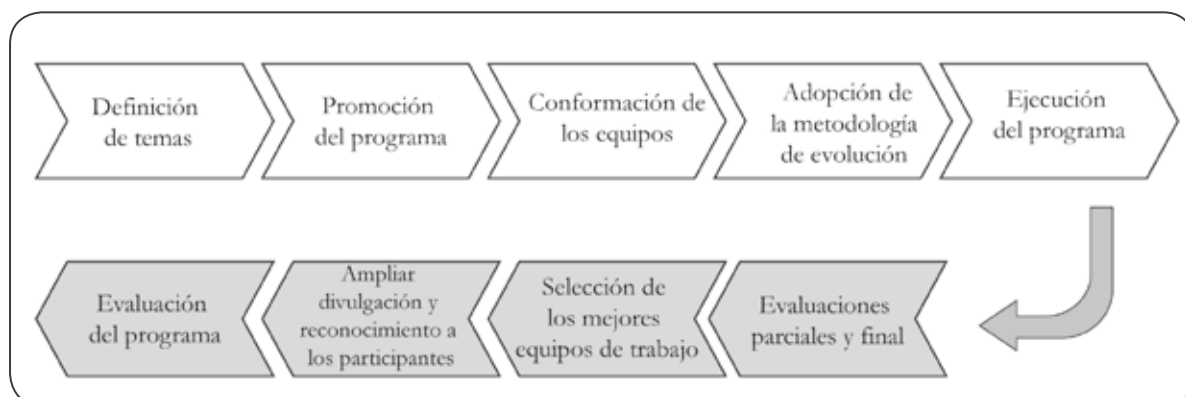 Definición
de temas
Promoción
del programa
Conformación de
los equipos
Adopción de
la metodología
de evolución
Ejecución
del programa
Evaluaciones
parciales y final
Selección de
los mejores
equipos de trabajo
Ampliar
divulgación y
reconocimiento a
los participantes
Evaluación
del programa